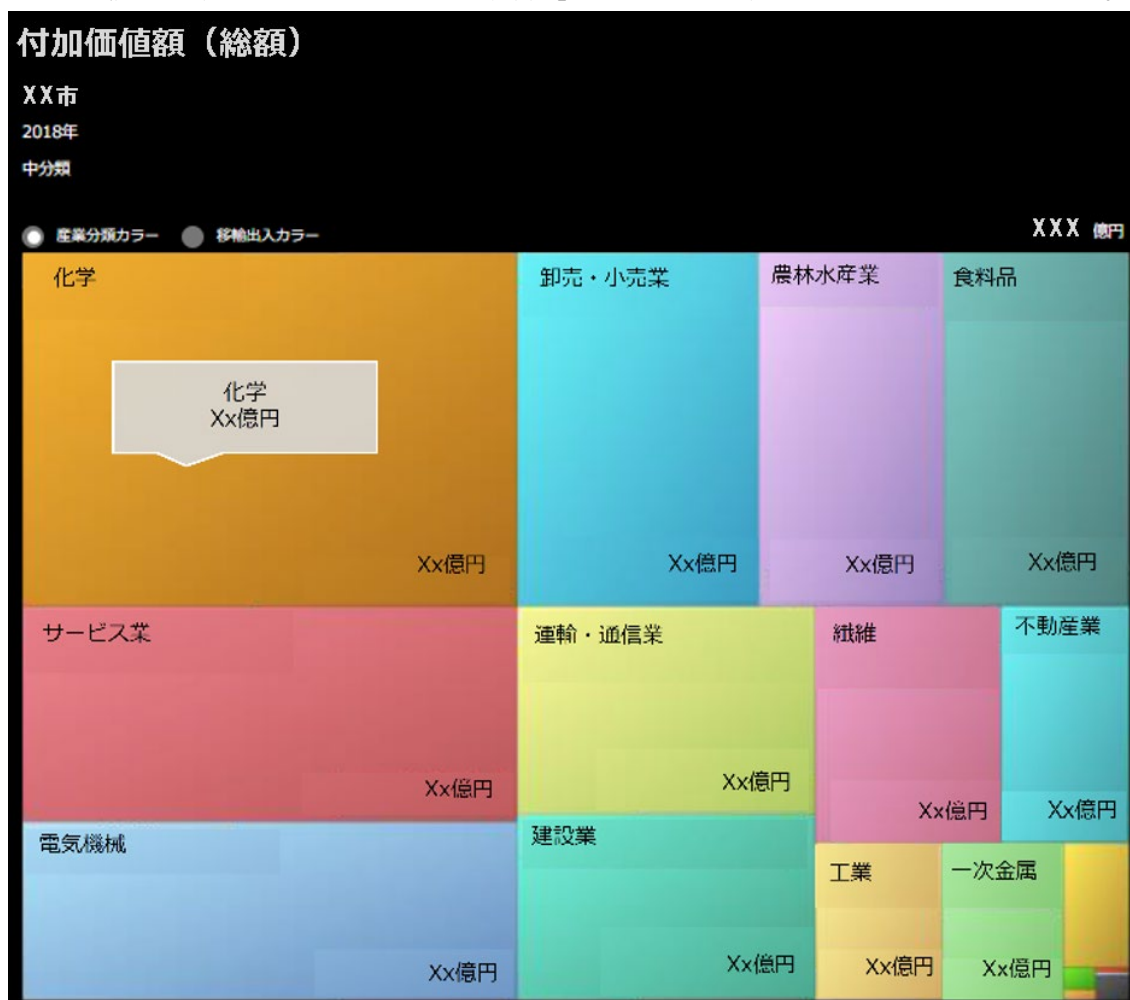 付加価値額（総額）
XX市
2018年
中分類
産業分類カラー 移輸出入カラー
XXX 億円
化学
卸売・小売業
農林水産業
食料品
化学
Xx億円
Xx億円
Xx億円
Xx億円
Xx億円
サービス業
運輸・通信業
繊維
不動産業
Xx億円
Xx億円
Xx億円
Xx億円
電気機械
建設業
工業
一次金属
Xx億円
Xx億円
Xx億円
Xx億円